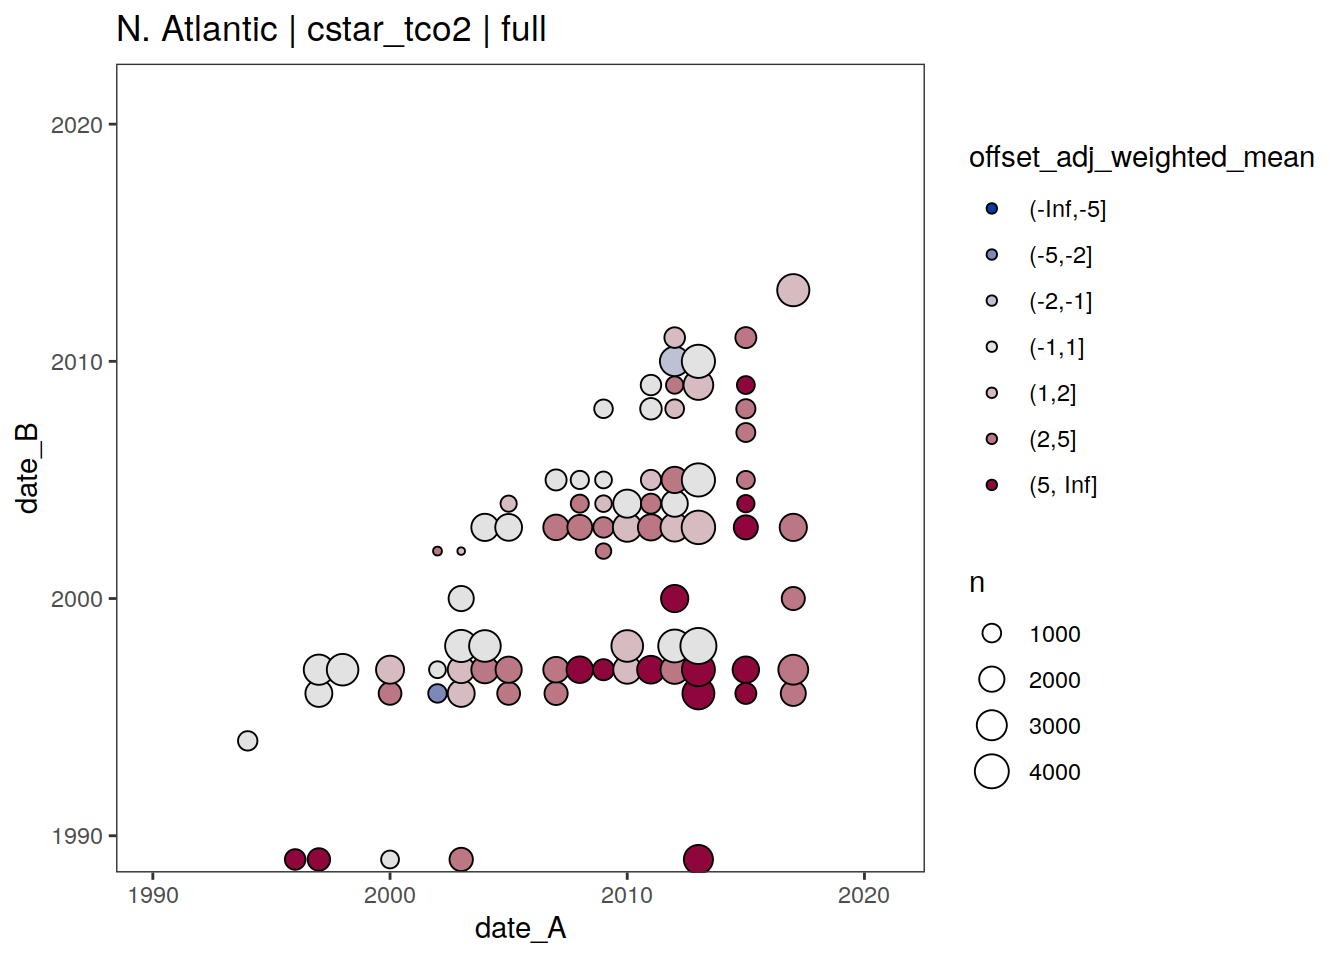 N. Atlantic | cstar_tco2 | full
2020
2010
2000
1990
date_B
1990
2000
2010
2020
date_A
offset_adj_weighted_mean
(-Inf,-5]
(-5,-2]
(-2,-1]
(-1,1]
(1,2]
(2,5]
(5, Inf]
n
1000
2000
3000
4000